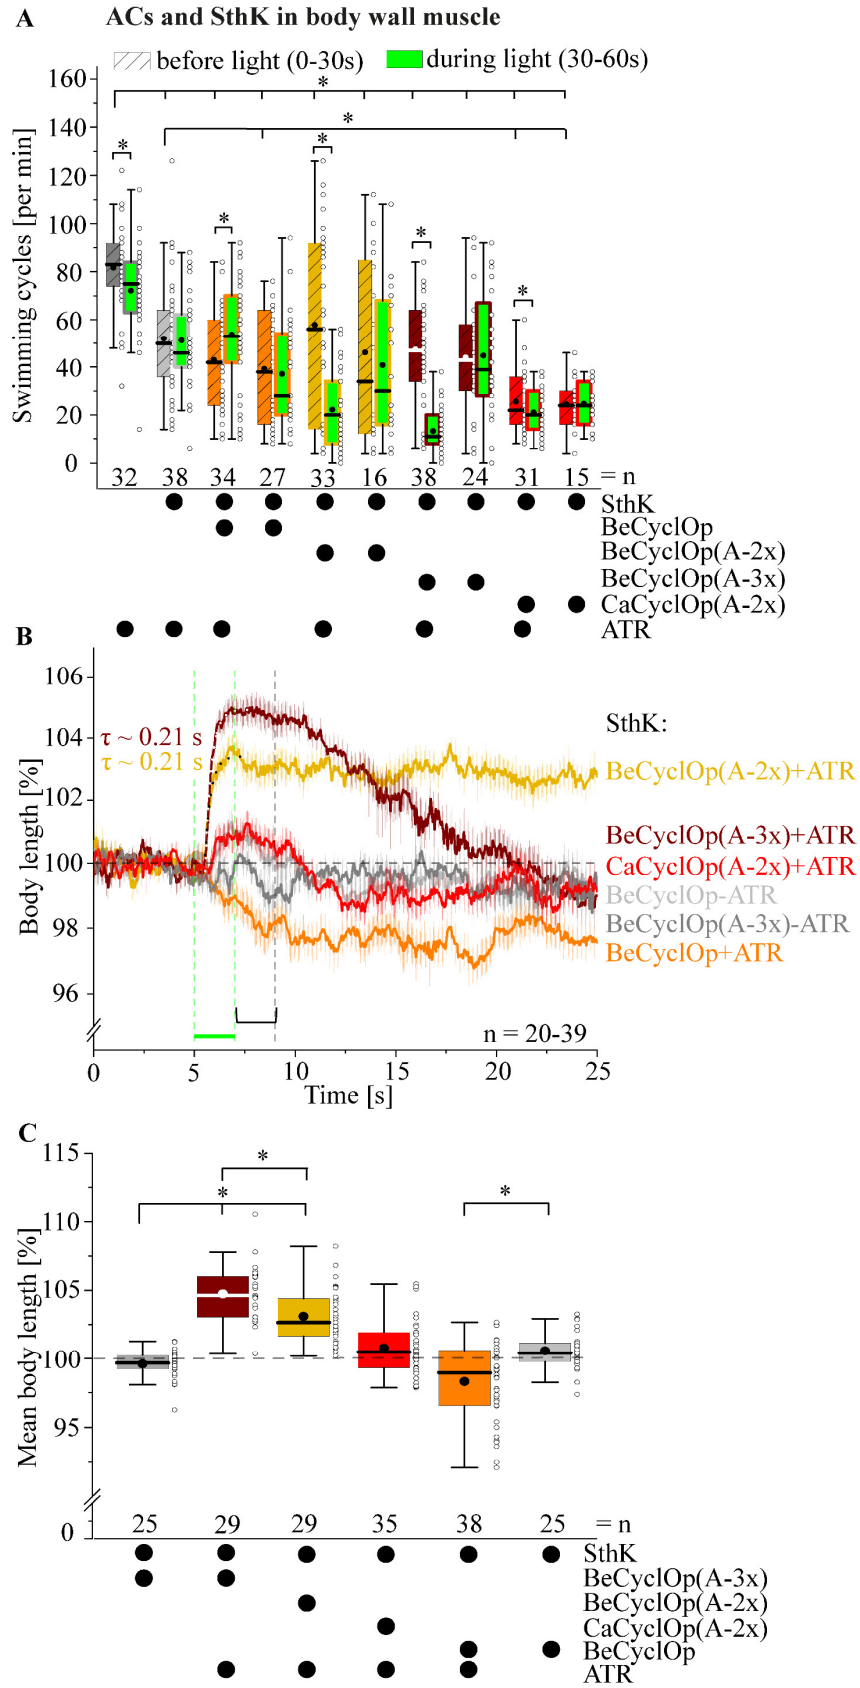 A ACs and SthK in body wall muscle
before light (0-30s) during light (30-60s)
Swimming cycles [per min]
160
140
120
100
80
60
40
20
0
* * * * * * *
32 38 34 27 33 16 38 24 31 15 = n
SthK
BeCyclOp
BeCyclOp(A-2x)
BeCyclOp(A-3x)
CaCyclOp(A-2x)
ATR
B
Body length [%]
106
104
102
100
98
96
τ ~ 0.21 s
τ ~ 0.21 s
SthK:
BeCyclOp(A-2x)+ATR
BeCyclOp(A-3x)+ATR
CaCyclOp(A-2x)+ATR
BeCyclOp-ATR
BeCyclOp(A-3x)-ATR
BeCyclOp+ATR
n = 20-39
0 5 10 15 20 25
Time [s]
C
Mean body length [%]
115
110
105
100
95
0
* * *
25 29 29 35 38 25 = n
SthK
BeCyclOp(A-3x)
BeCyclOp(A-2x)
CaCyclOp(A-2x)
BeCyclOp
ATR